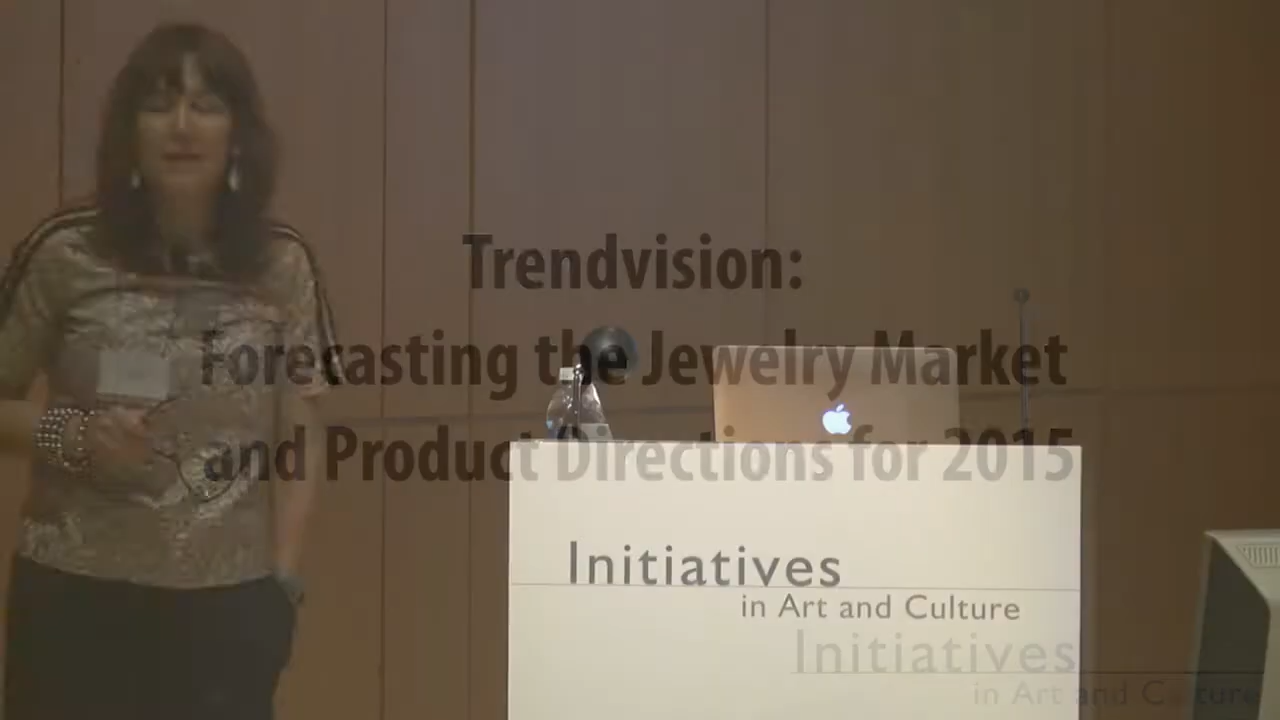 Trendvision:
Forecasting the Jewelry Market
and Product Directions for 2015
Initiatives
in Art and Culture
Initiatives
in Art and Culture